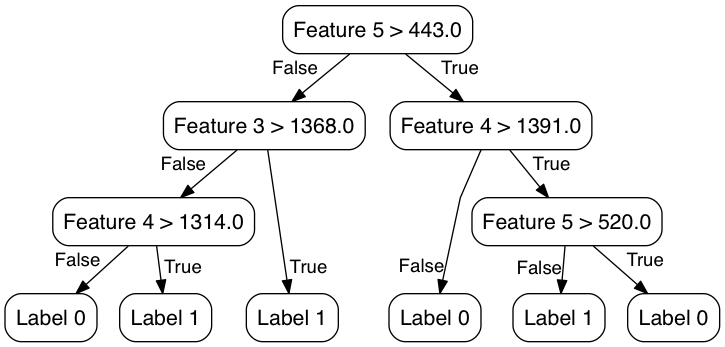 Feature 5 > 443.0
False
True
Feature 3 > 1368.0
Feature 4 > 1391.0
False
True
Feature 4 > 1314.0
Feature 5 > 520.0
False
True
True
False
False
True
Label 0
Label 1
Label 1
Label 0
Label 1
Label 0